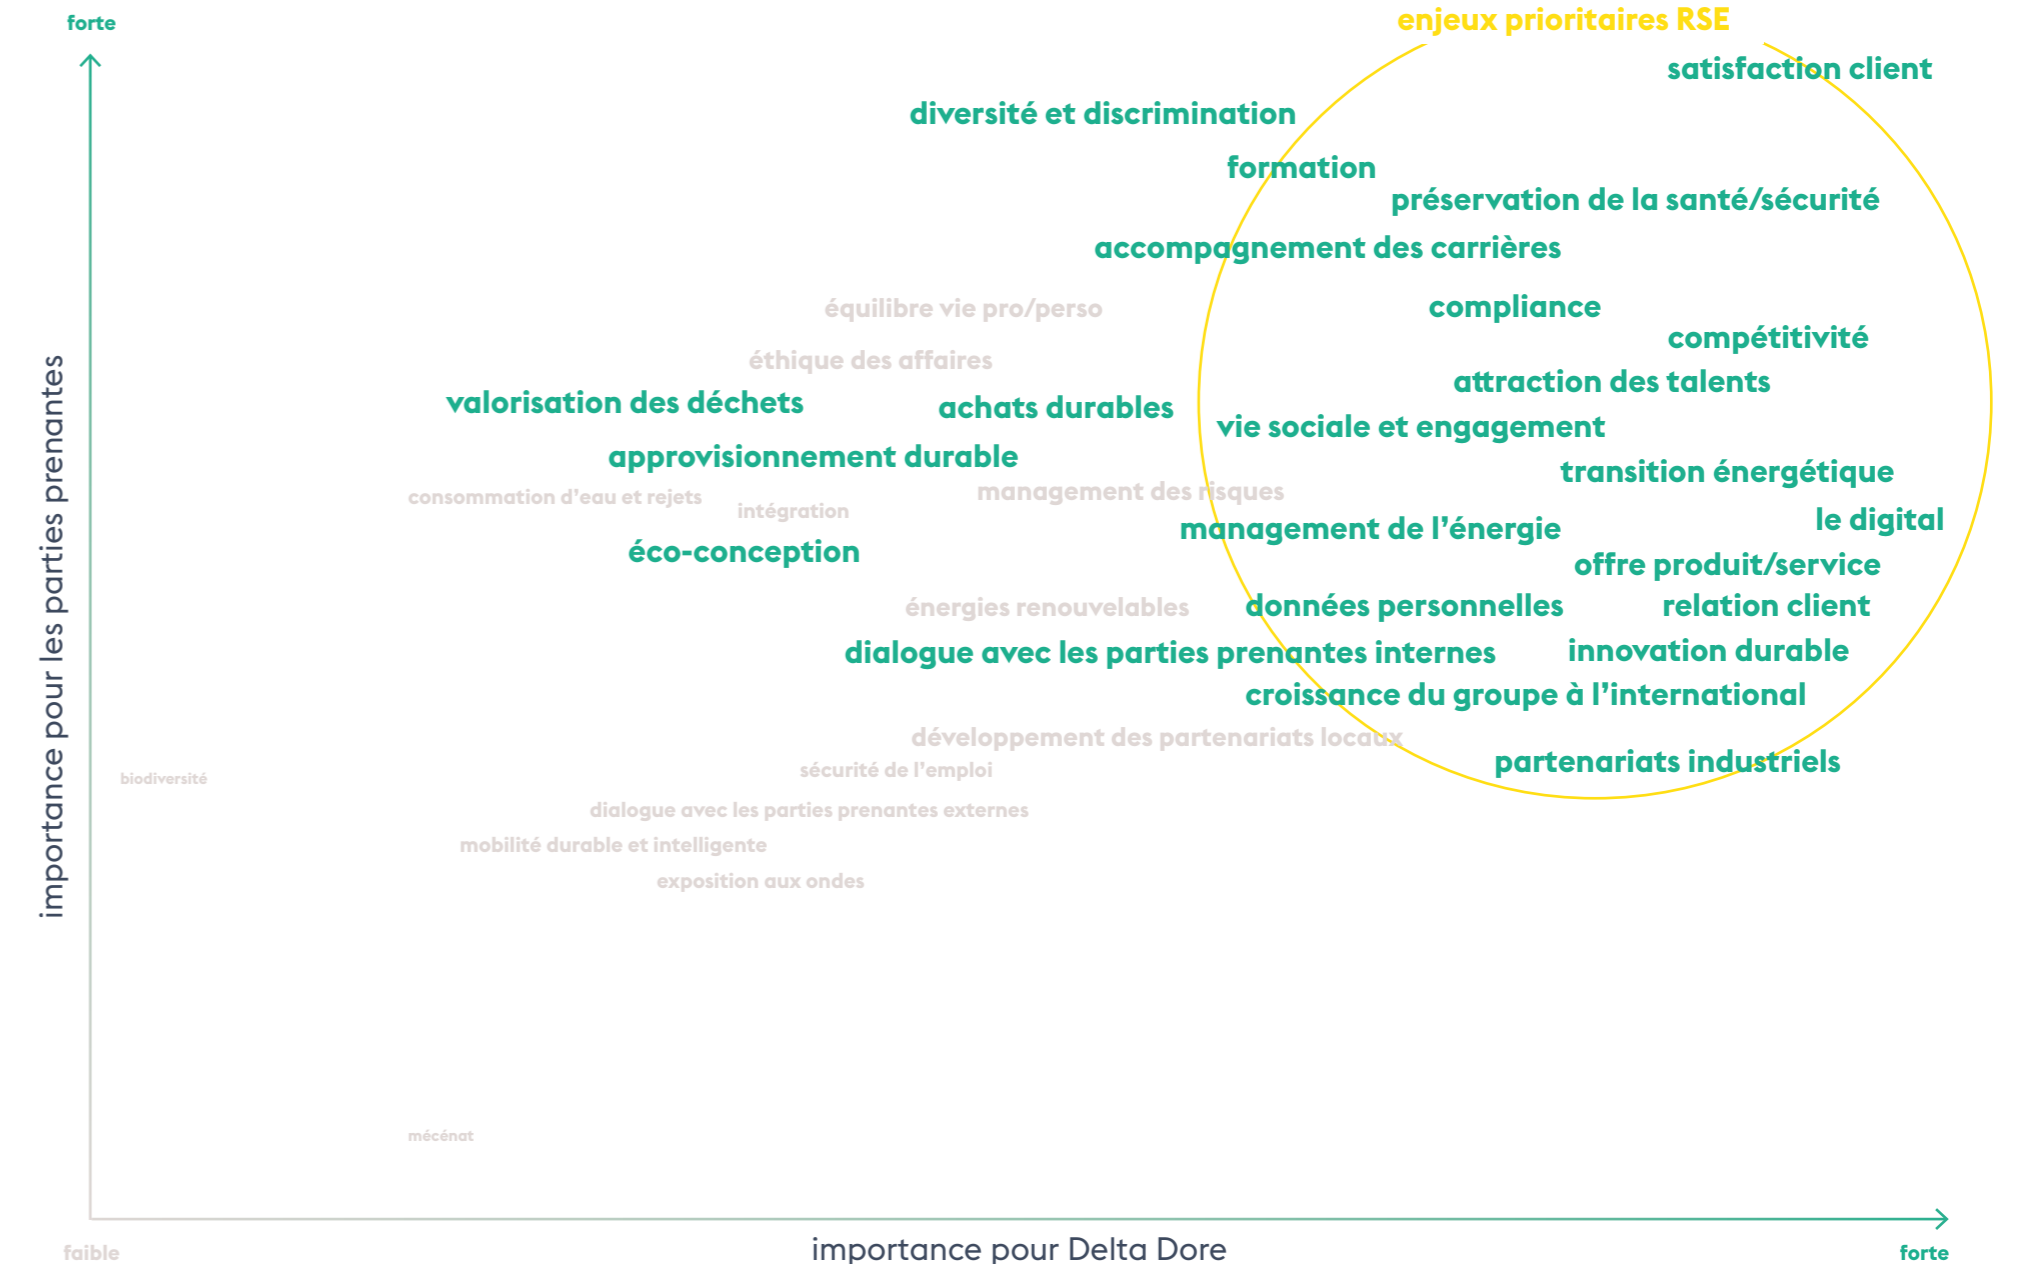 forte
enjeux prioritaires RSE
satisfaction client
diversité et discrimination
formation
préservation de la santé/sécurité
accompagnement des carrières
équilibre vie pro/perso
compliance
compétitivité
éthique des affaires
attraction des talents
valorisation des déchets
achats durables
vie sociale et engagement
approvisionnement durable
transition énergétique
consommation d’eau et rejets
management des risques
intégration
le digital
management de l’énergie
éco-conception
offre produit/service
énergies renouvelables
données personnelles
relation client
dialogue avec les parties prenantes internes
innovation durable
croissance du groupe à l’international
développement des partenariats locaux
partenariats industriels
sécurité de l’emploi
biodiversité
dialogue avec les parties prenantes externes
mobilité durable et intelligente
exposition aux ondes
mécénat
importance pour les parties prenantes
faible
importance pour Delta Dore
forte